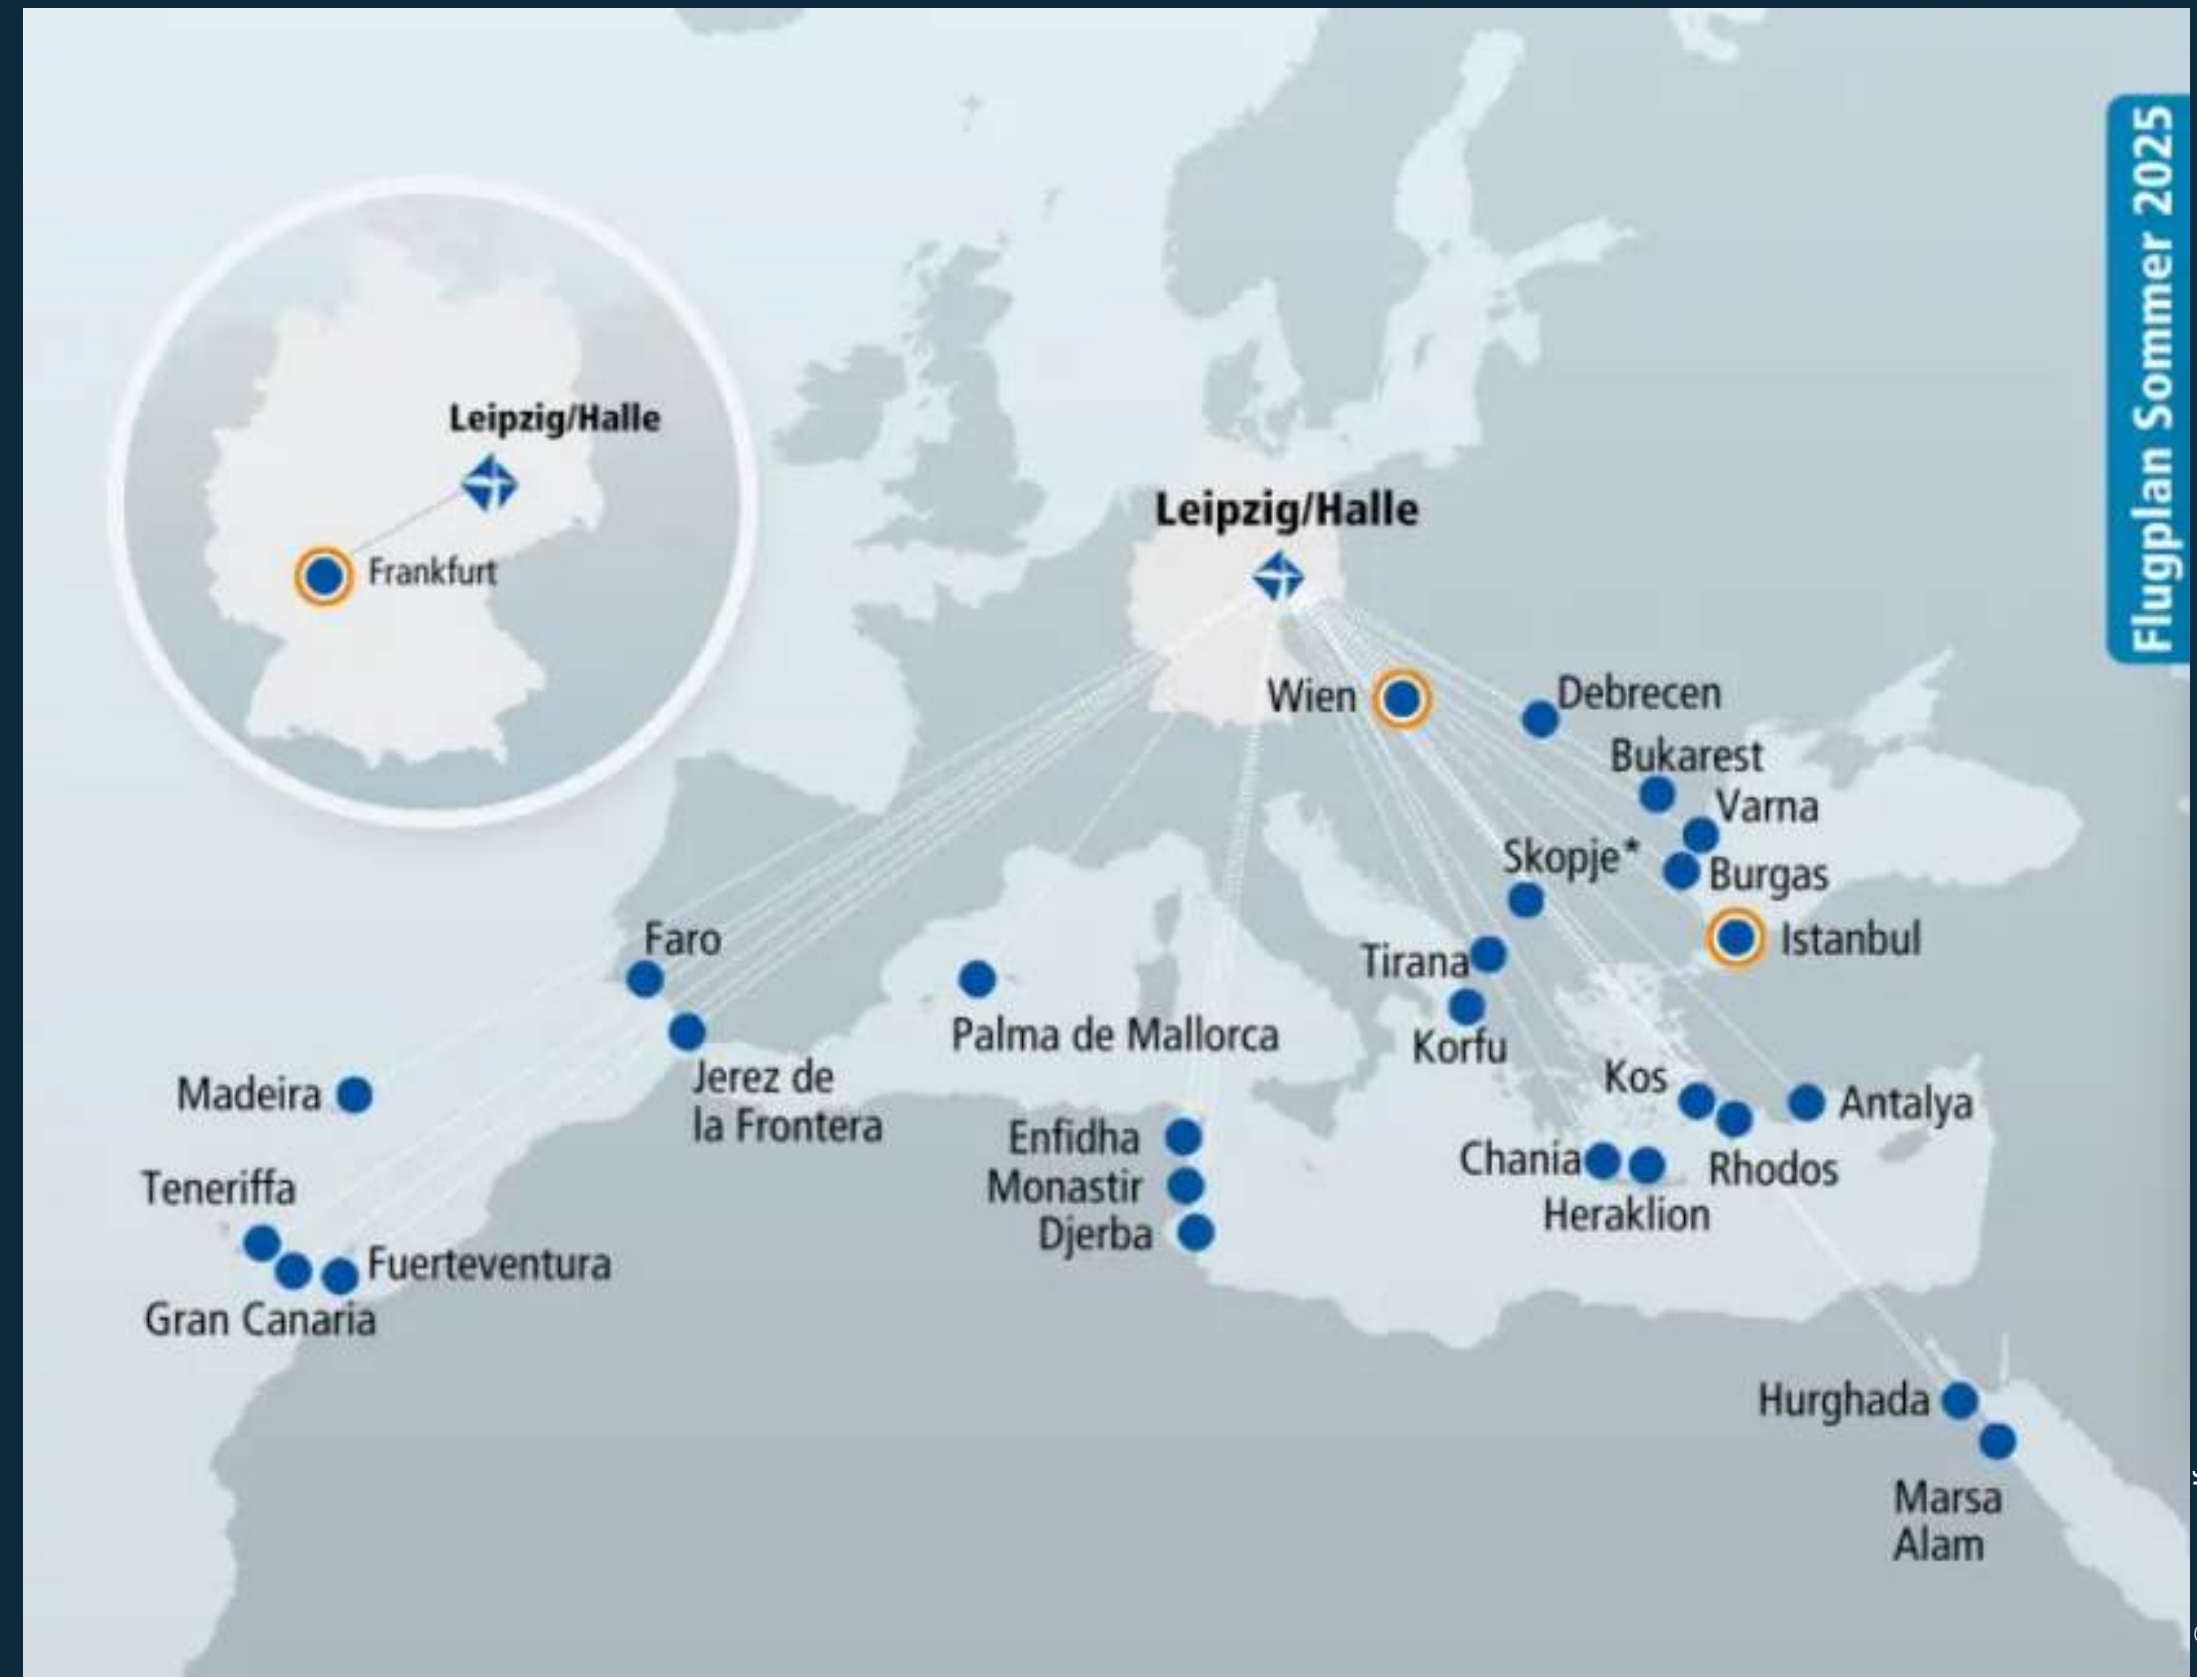 Flugplan Sommer 2025
Leipzig/Halle
Frankfurt
Leipzig/Halle
Wien
Debrecen
Bukarest
Varna
Skopje*
Burgas
Istanbul
Faro
Tirana
Palma de Mallorca
Korfu
Jerez de
la Frontera
Madeira
Kos
Antalya
Enfidha
Chania
Rhodos
Monastir
Teneriffa
Heraklion
Djerba
Fuerteventura
Gran Canaria
Hurghada
Marsa
Alam